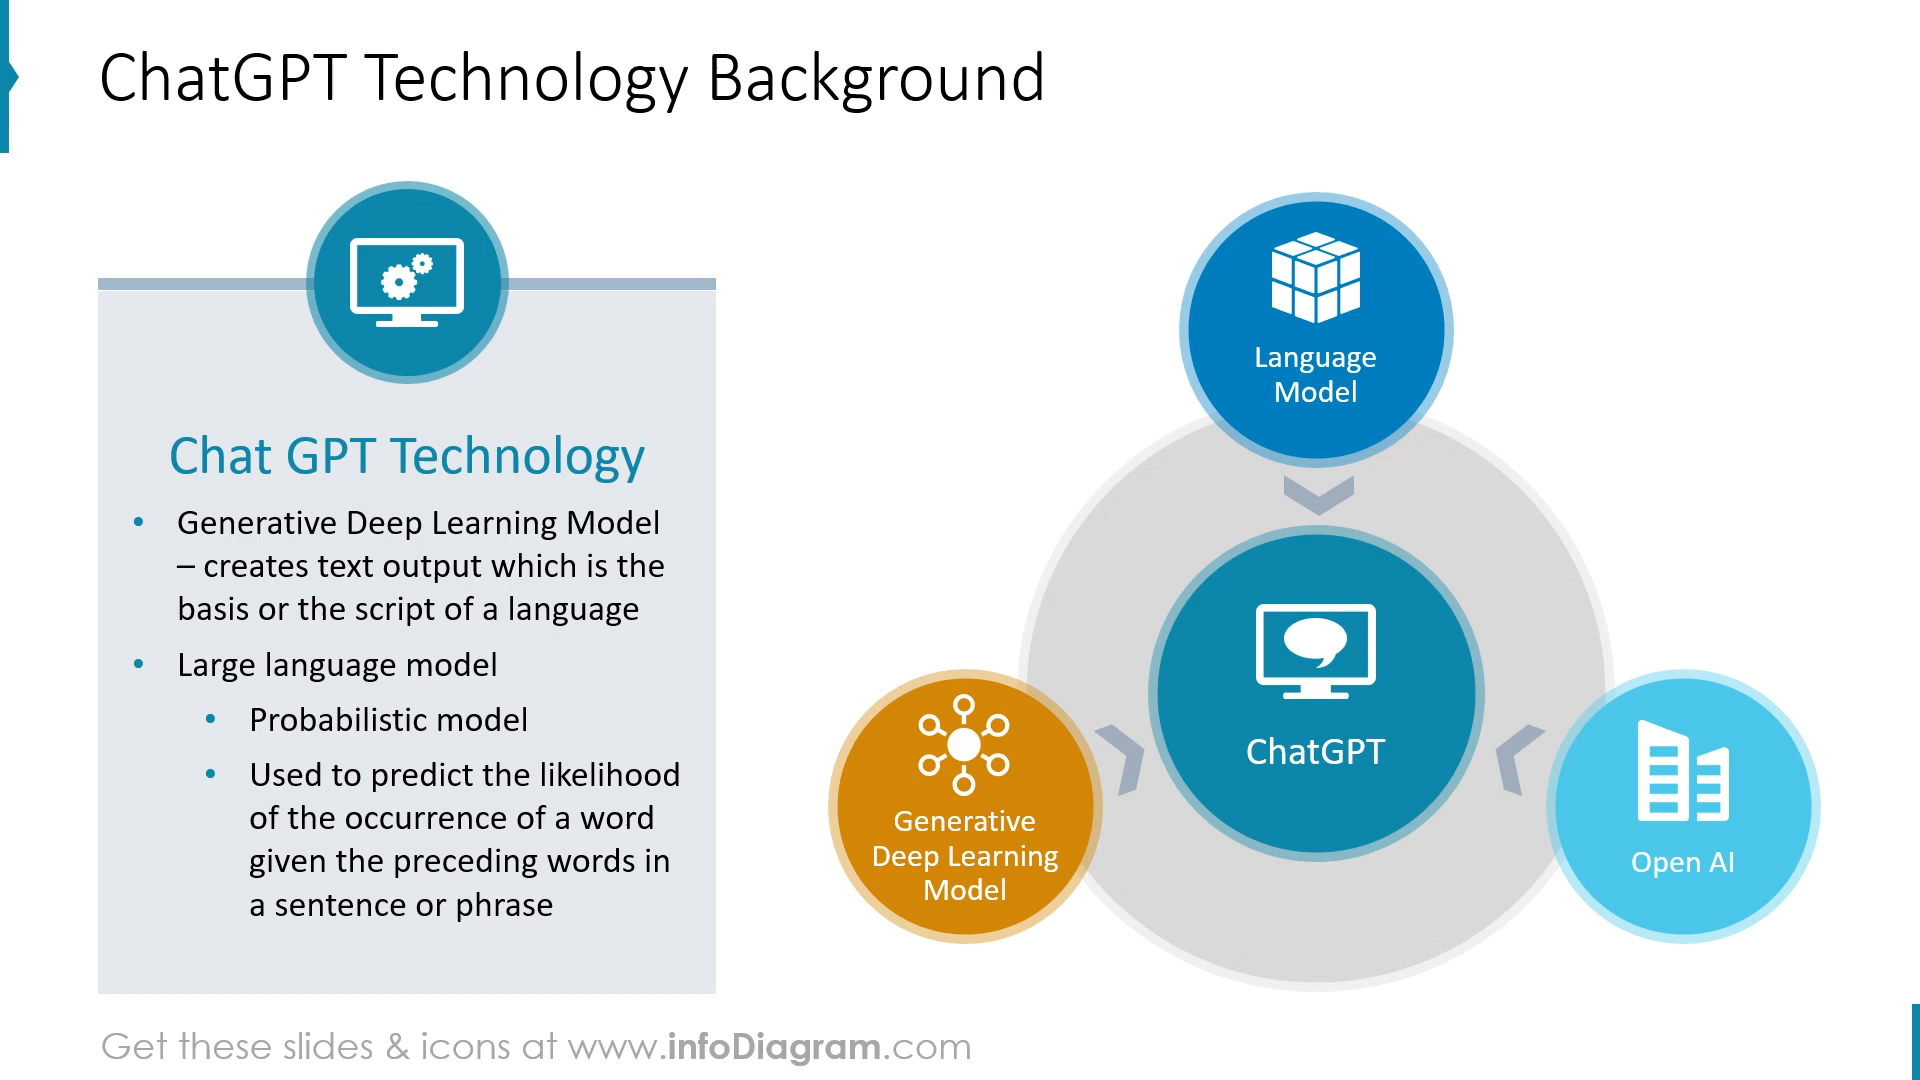 ChatGPT Technology Background
Chat GPT Technology
• Generative Deep Learning Model
– creates text output which is the
basis or the script of a language
• Large language model
• Probabilistic model
• Used to predict the likelihood
of the occurrence of a word
given the preceding words in
a sentence or phrase
Language
Model
ChatGPT
Generative
Deep Learning
Model
Open AI
Get these slides & icons at www.infoDiagram.com